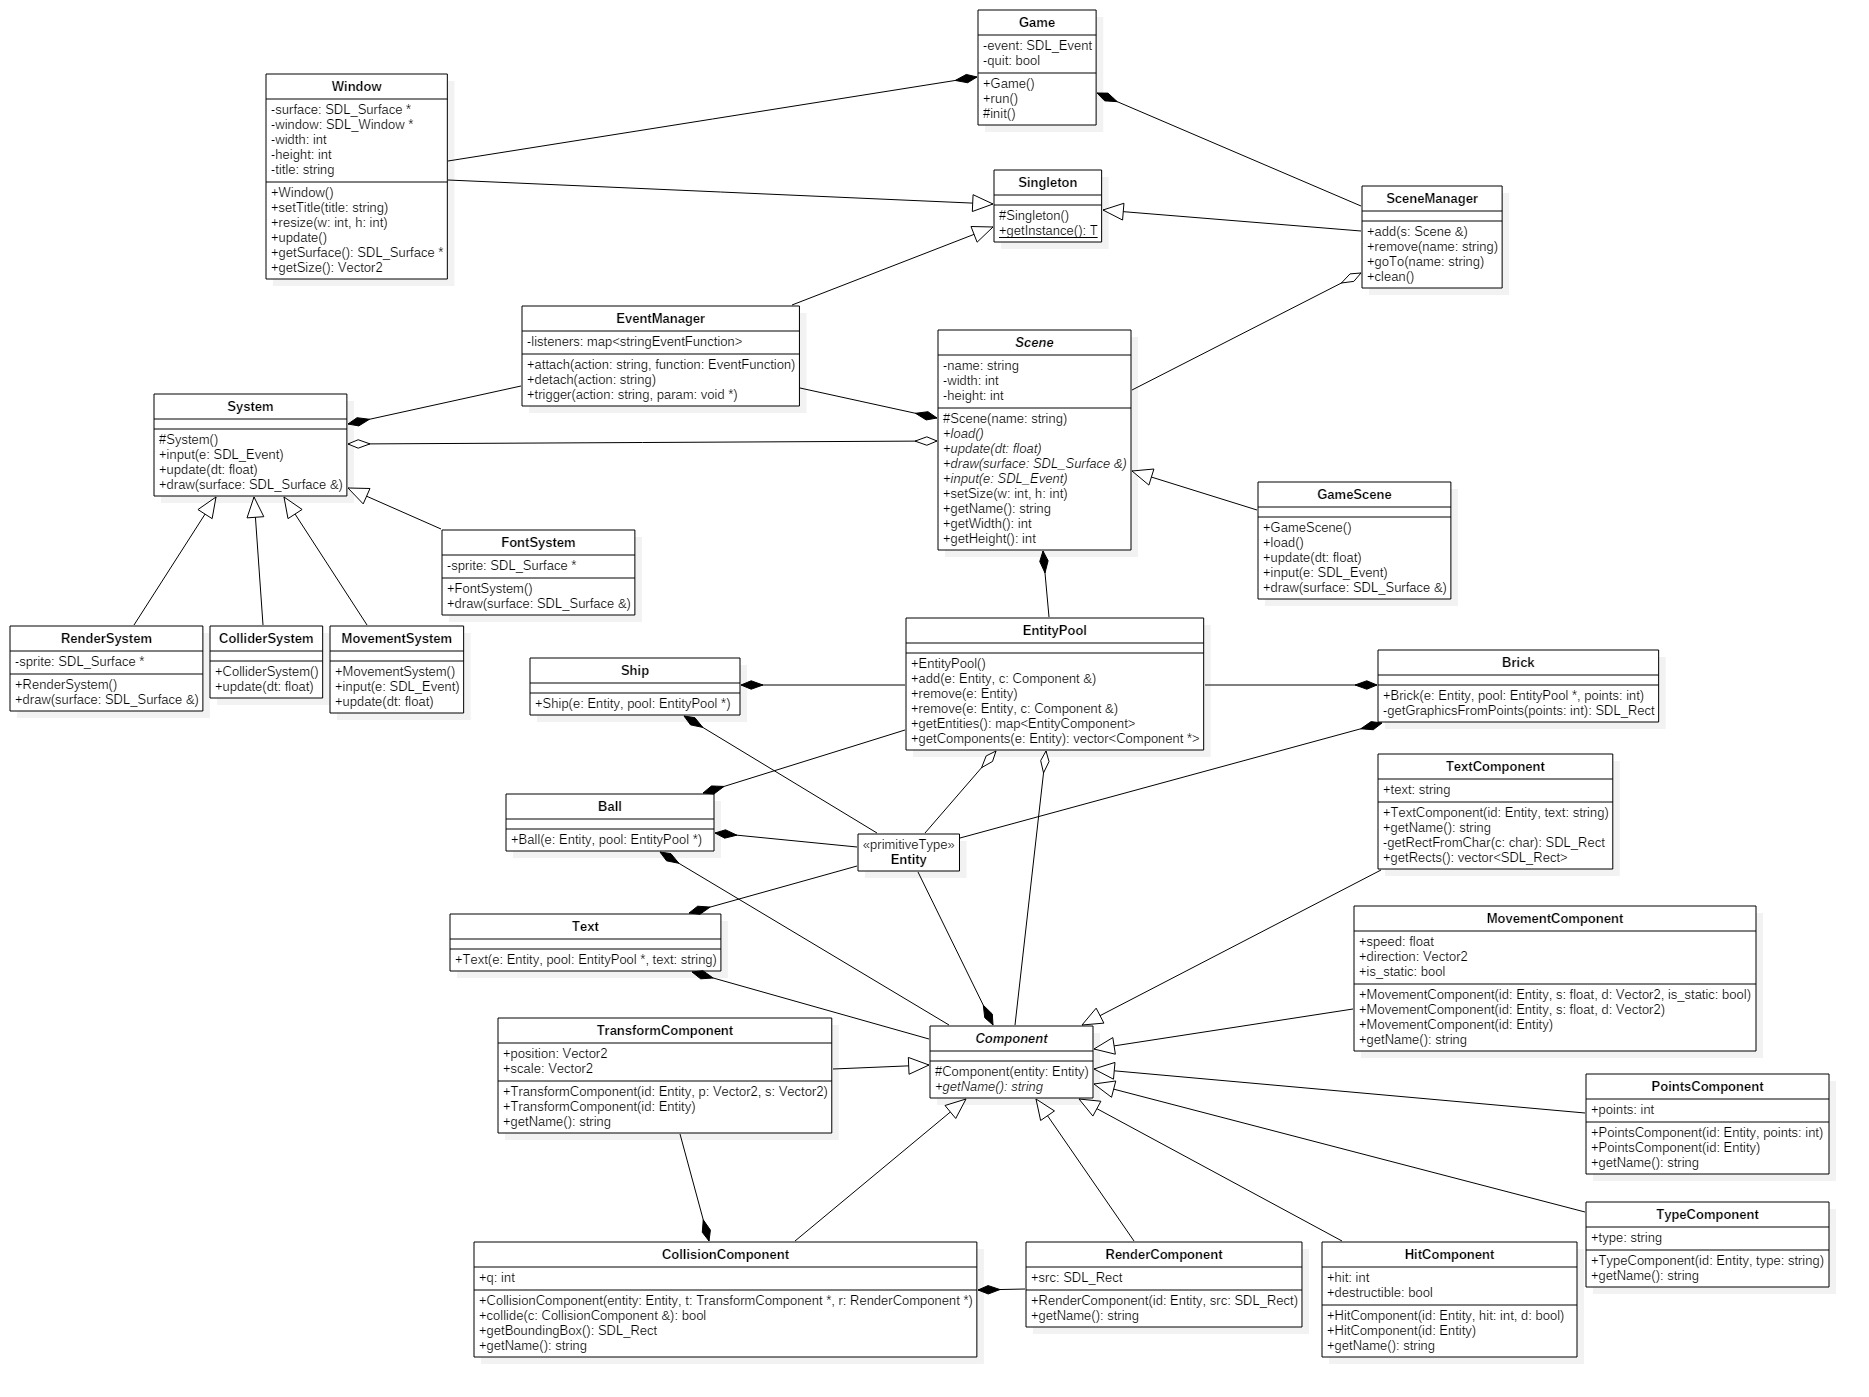 Game
-event: SDL_Event
-quit: bool
+Game()
+run()
#init()
Window
-surface: SDL_Surface *
-window: SDL_Window *
-width: int
-height: int
-title: string
+Window()
+setTitle(title: string)
+resize(w: int, h: int)
+update()
+getSurface(): SDL_Surface *
+getSize(): Vector2
Singleton
#Singleton()
+getInstance(): T
SceneManager
+add(s: Scene &)
+remove(name: string)
+goTo(name: string)
+clean()
EventManager
-listeners: map<stringEventFunction>
+attach(action: string, function: EventFunction)
+detach(action: string)
+trigger(action: string, param: void *)
Scene
-name: string
-width: int
-height: int
#Scene(name: string)
+load()
+update(dt: float)
+draw(surface: SDL_Surface &)
+input(e: SDL_Event)
+setSize(w: int, h: int)
+getName(): string
+getWidth(): int
+getHeight(): int
System
#System()
+input(e: SDL_Event)
+update(dt: float)
+draw(surface: SDL_Surface &)
GameScene
+GameScene()
+load()
+update(dt: float)
+input(e: SDL_Event)
+draw(surface: SDL_Surface &)
FontSystem
-sprite: SDL_Surface *
+FontSystem()
+draw(surface: SDL_Surface &)
RenderSystem
-sprite: SDL_Surface *
+RenderSystem()
+draw(surface: SDL_Surface &)
ColliderSystem
+ColliderSystem()
+update(dt: float)
MovementSystem
+MovementSystem()
+input(e: SDL_Event)
+update(dt: float)
EntityPool
+EntityPool()
+add(e: Entity, c: Component &)
+remove(e: Entity)
+remove(e: Entity, c: Component &)
+getEntities(): map<EntityComponent>
+getComponents(e: Entity): vector<Component *>
Ship
+Ship(e: Entity, pool: EntityPool *)
Brick
+Brick(e: Entity, pool: EntityPool *, points: int)
-getGraphicsFromPoints(points: int): SDL_Rect
TextComponent
+text: string
+TextComponent(id: Entity, text: string)
+getName(): string
-getRectFromChar(c: char): SDL_Rect
+getRects(): vector<SDL_Rect>
Ball
+Ball(e: Entity, pool: EntityPool *)
«primitiveType»
Entity
Text
+Text(e: Entity, pool: EntityPool *, text: string)
MovementComponent
+speed: float
+direction: Vector2
+is_static: bool
+MovementComponent(id: Entity, s: float, d: Vector2, is_static: bool)
+MovementComponent(id: Entity, s: float, d: Vector2)
+MovementComponent(id: Entity)
+getName(): string
TransformComponent
+position: Vector2
+scale: Vector2
+TransformComponent(id: Entity, p: Vector2, s: Vector2)
+TransformComponent(id: Entity)
+getName(): string
Component
#Component(entity: Entity)
+getName(): string
PointsComponent
+points: int
+PointsComponent(id: Entity, points: int)
+PointsComponent(id: Entity)
+getName(): string
TypeComponent
+type: string
+TypeComponent(id: Entity, type: string)
+getName(): string
CollisionComponent
+q: int
+CollisionComponent(entity: Entity, t: TransformComponent *, r: RenderComponent *)
+collide(c: CollisionComponent &): bool
+getBoundingBox(): SDL_Rect
+getName(): string
RenderComponent
+src: SDL_Rect
+RenderComponent(id: Entity, src: SDL_Rect)
+getName(): string
HitComponent
+hit: int
+destructible: bool
+HitComponent(id: Entity, hit: int, d: bool)
+HitComponent(id: Entity)
+getName(): string